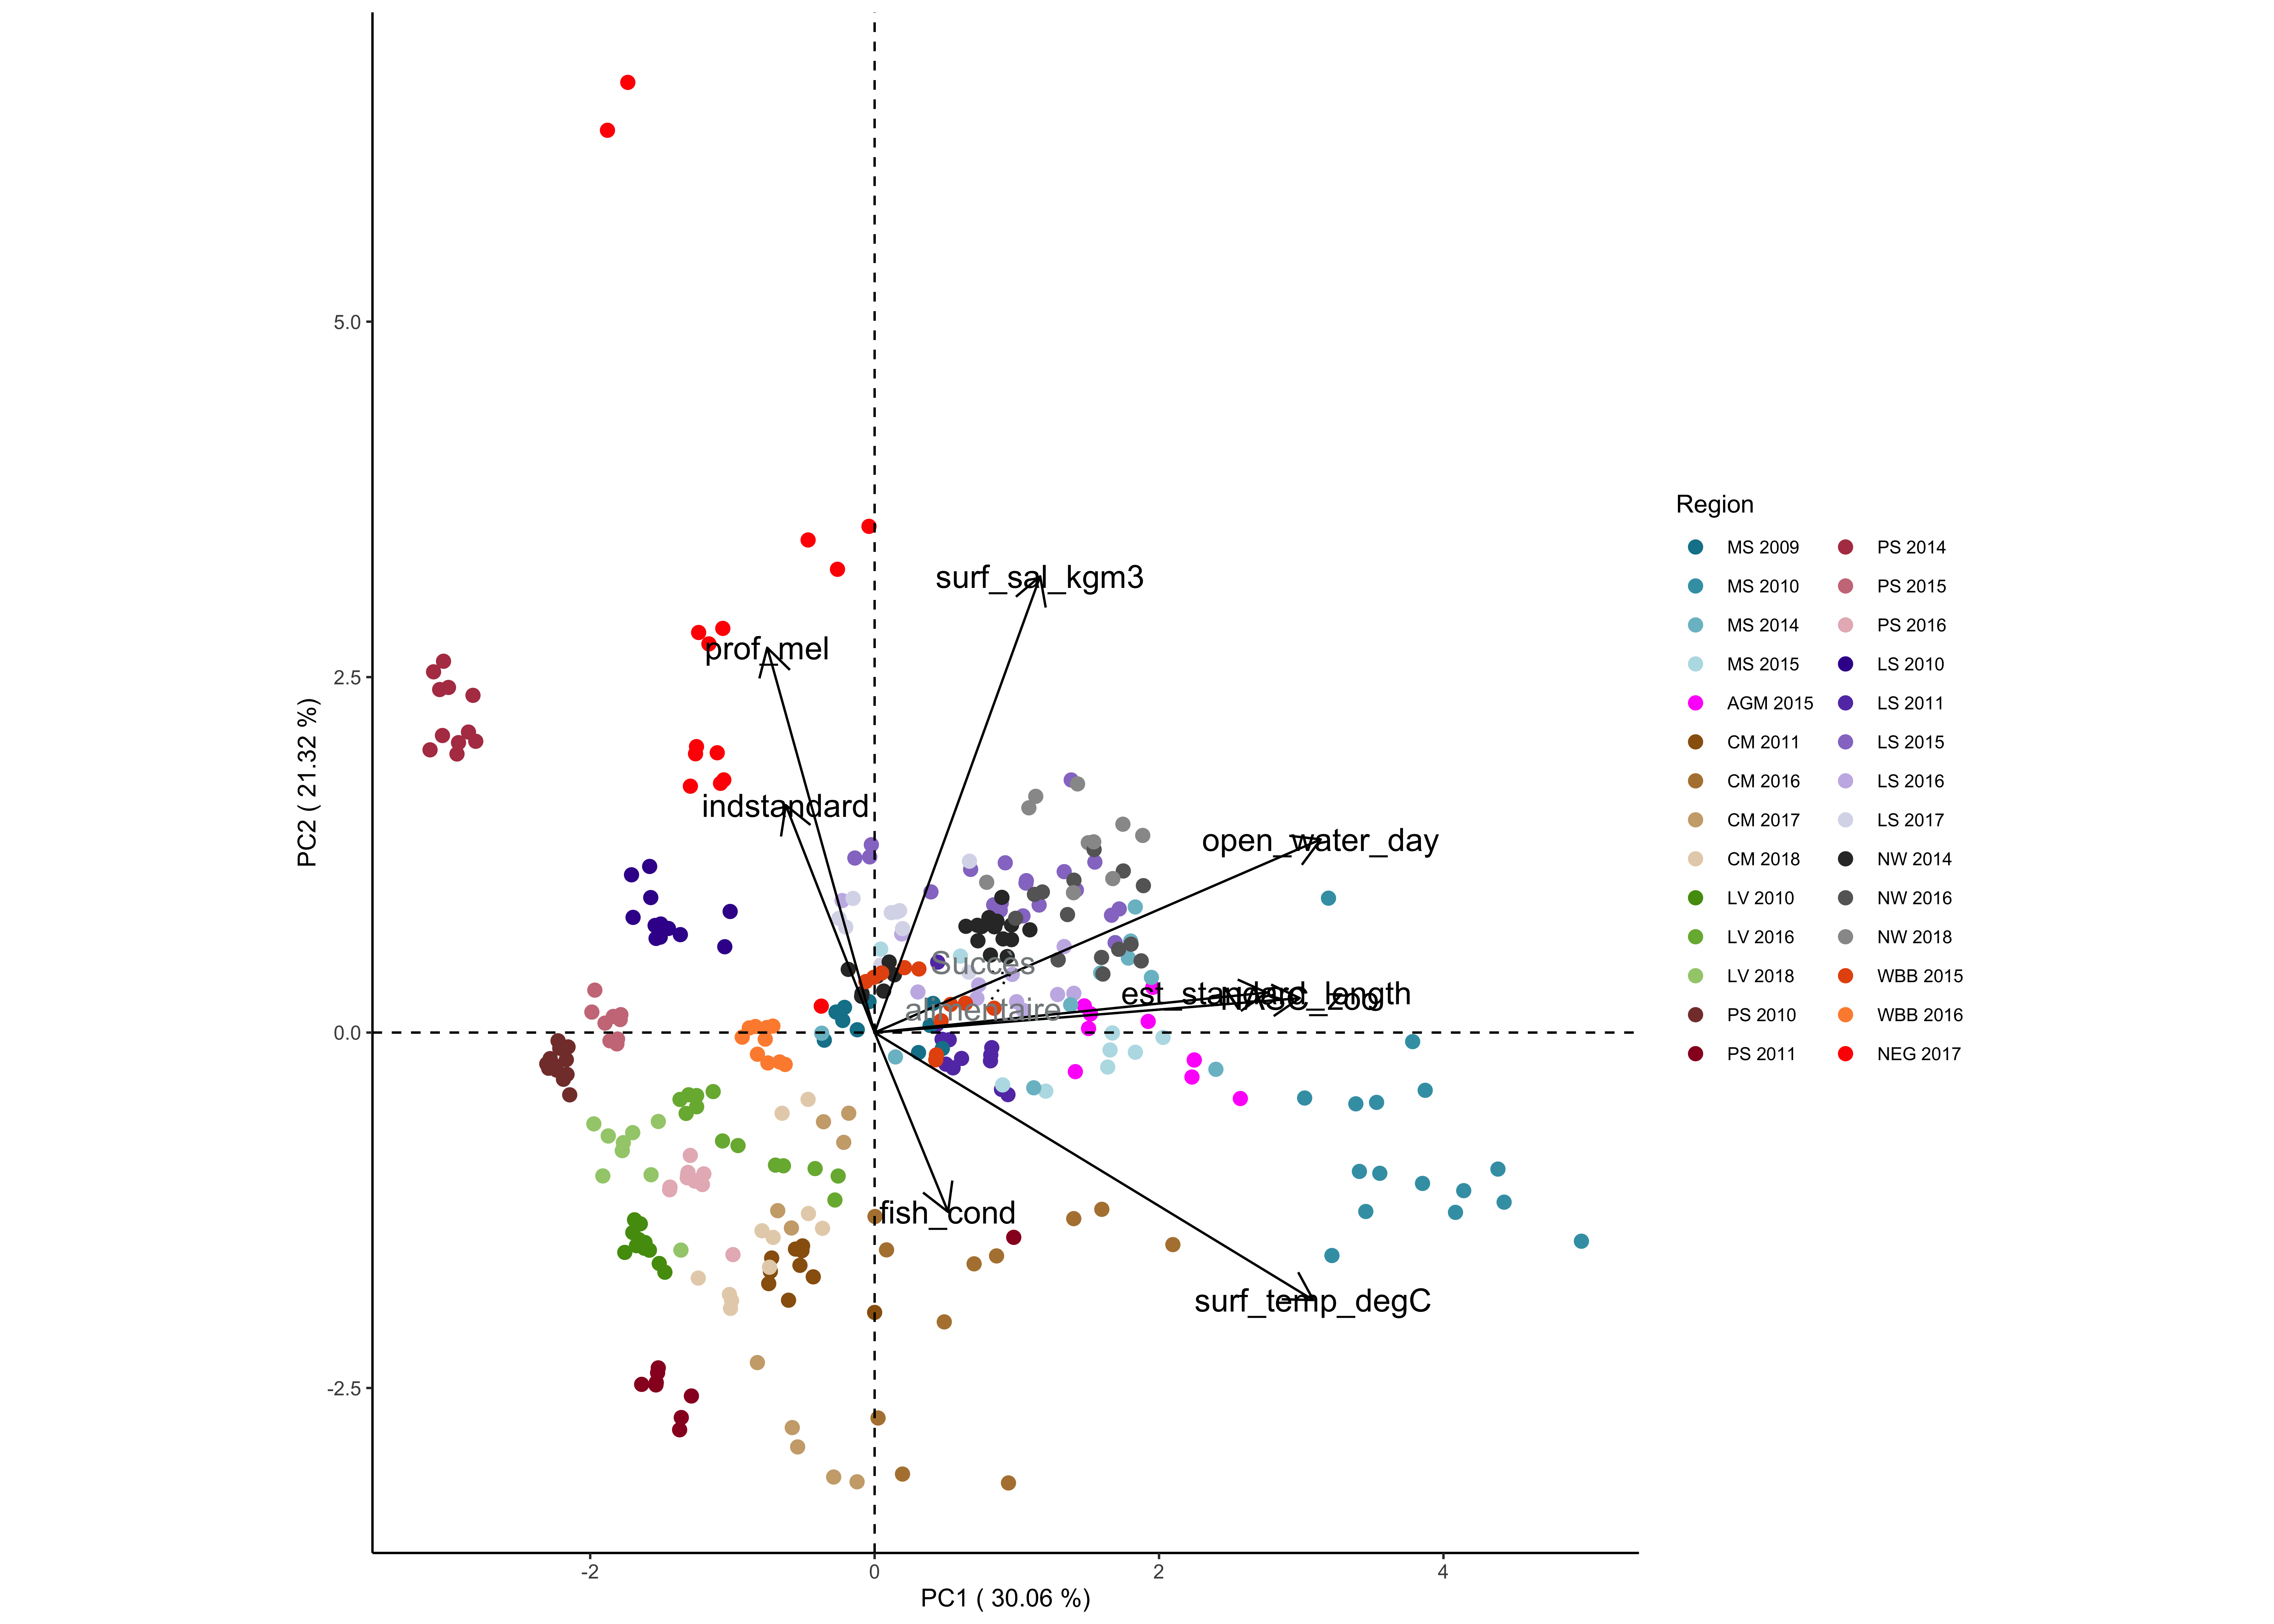 5.0
2.5
0.0
-2.5
PC2 ( 21.32 %)
-2
0
2
4
PC1 ( 30.06 %)
surf_sal_kgm3
prof_mel
indstandard
open_water_day
Succes
alimentaire
est_standard_length
NASC_zoo
fish_cond
surf_temp_degC
Region
MS 2009
MS 2010
MS 2014
MS 2015
AGM 2015
CM 2011
CM 2016
CM 2017
CM 2018
LV 2010
LV 2016
LV 2018
PS 2010
PS 2011
PS 2014
PS 2015
PS 2016
LS 2010
LS 2011
LS 2015
LS 2016
LS 2017
NW 2014
NW 2016
NW 2018
WBB 2015
WBB 2016
NEG 2017